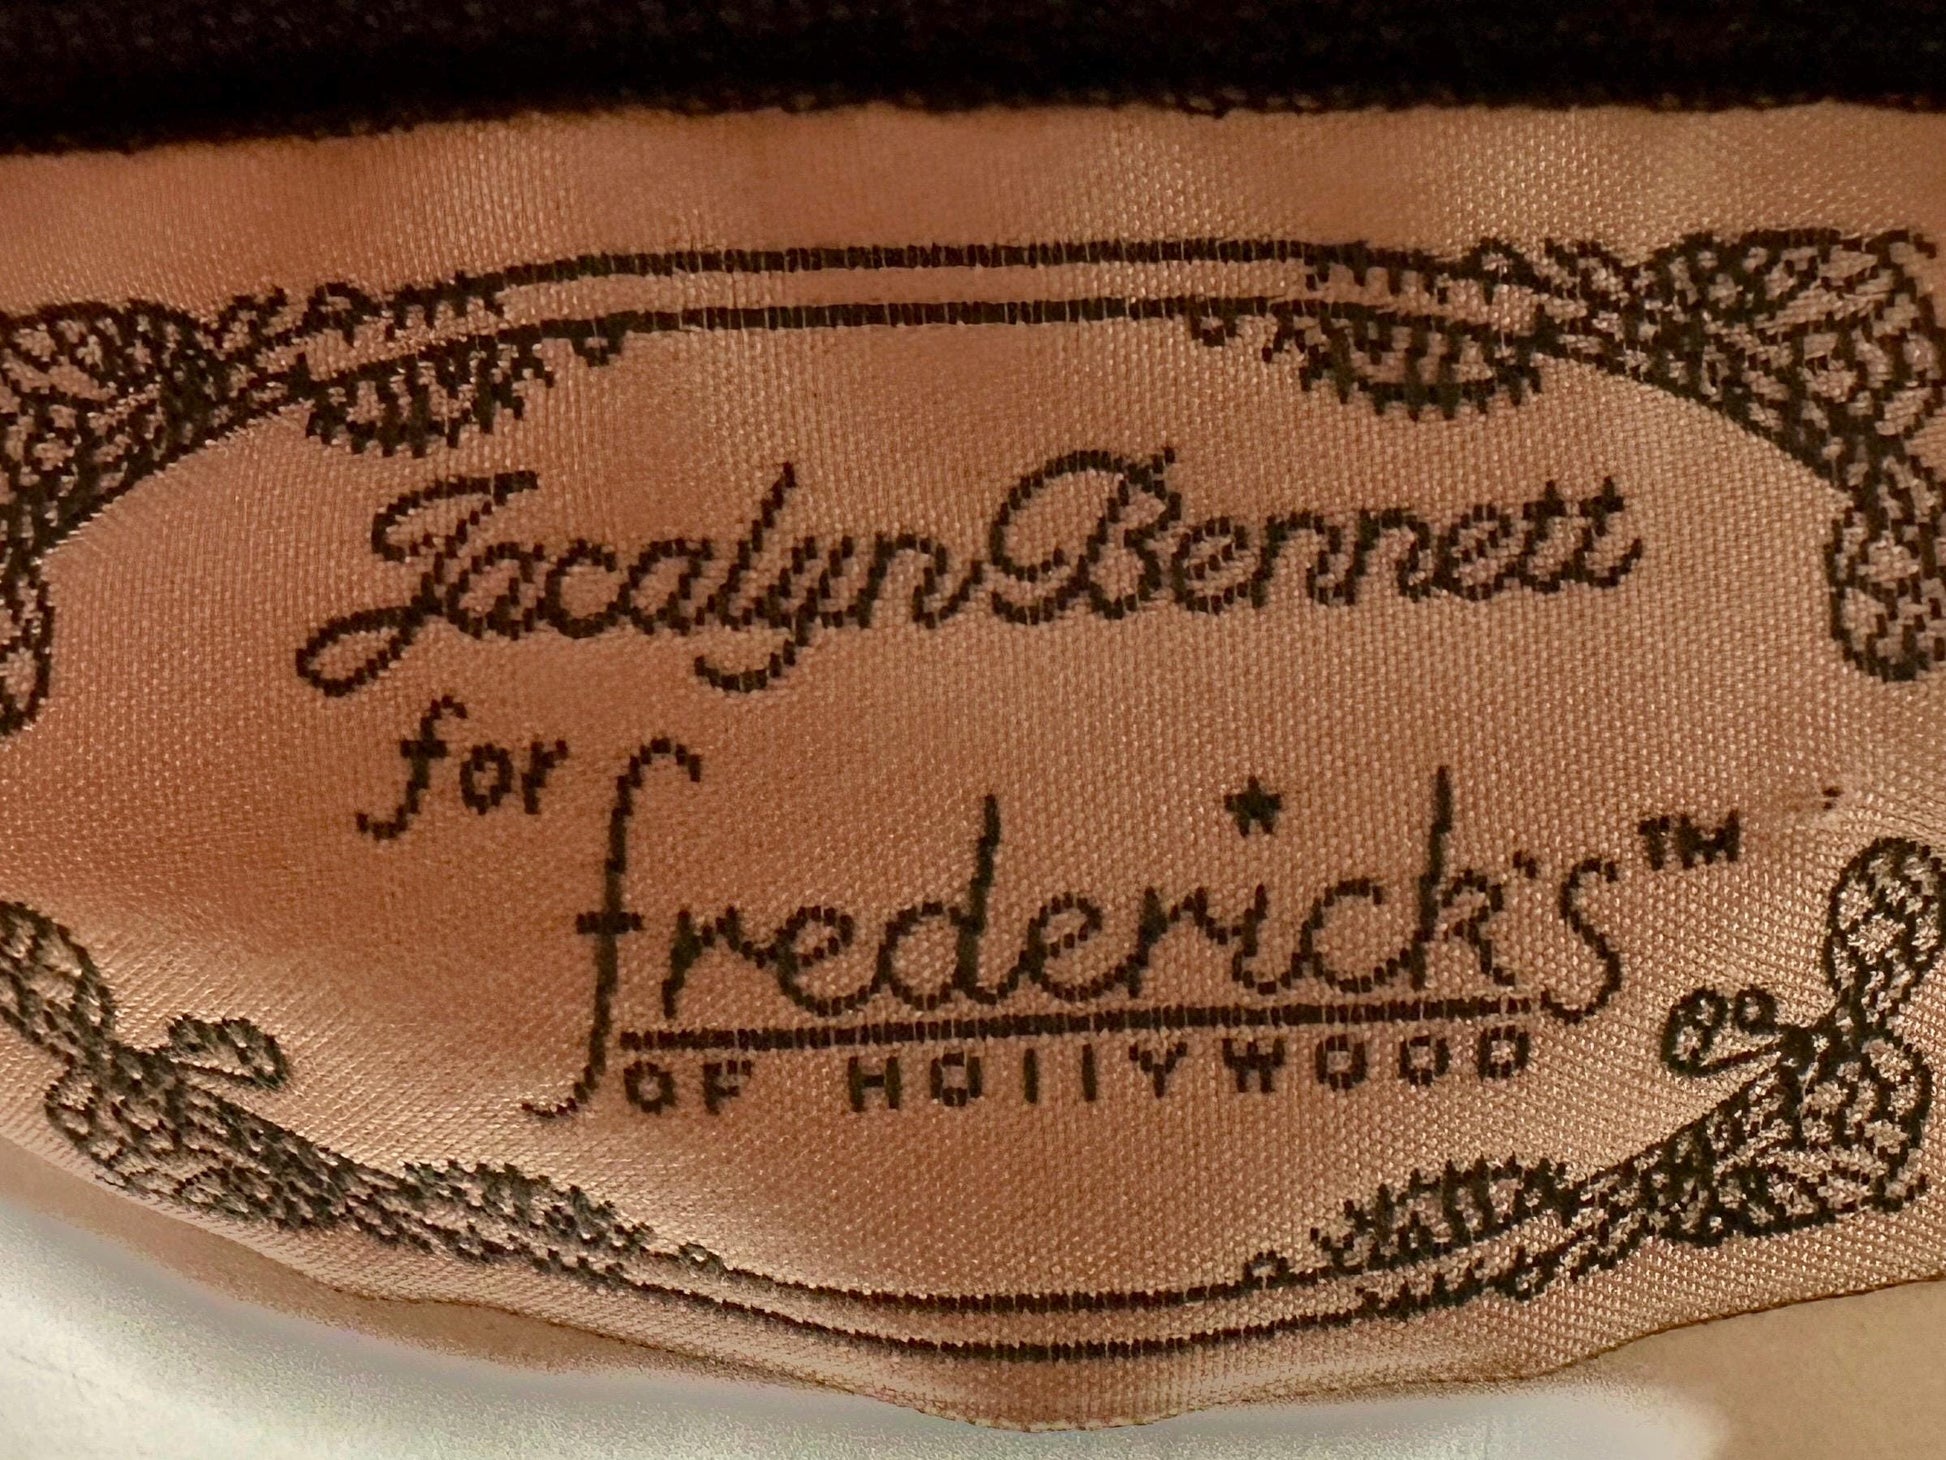 Jacalyn Bennett
for
frederick's™
OF HOLLYWOOD